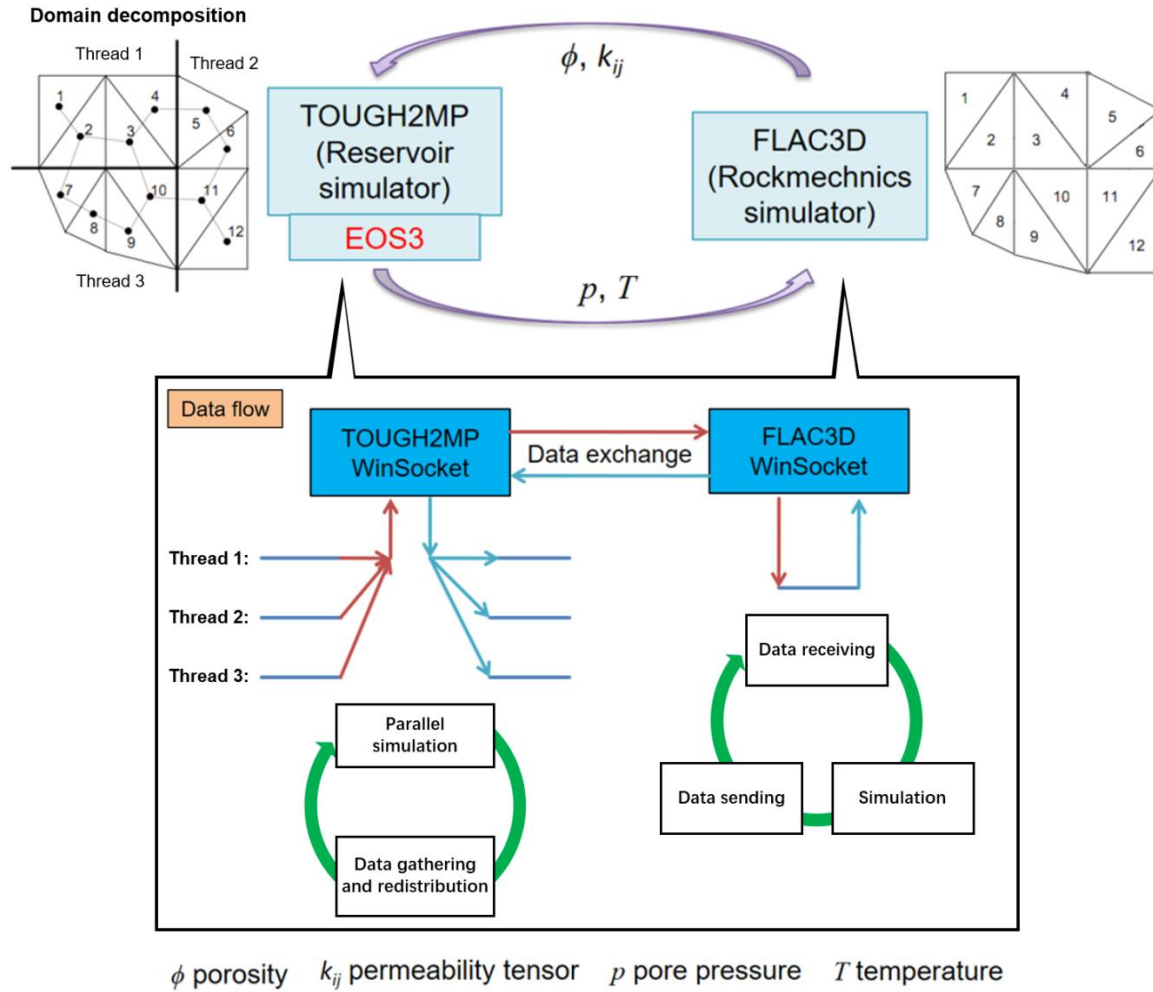 Domain decomposition
Thread 1
Thread 2
1
2
3
4
5
6
7
8
9
10
11
12
Thread 3
ϕ, kij
TOUGH2MP
(Reservoir
simulator)
EOS3
FLAC3D
(Rockmechnics
simulator)
p, T
1
2
3
4
5
6
7
8
9
10
11
12
Data flow
TOUGH2MP
WinSocket
Data exchange
FLAC3D
WinSocket
Thread 1:
Thread 2:
Thread 3:
Parallel
simulation
Data gathering
and redistribution
Data receiving
Data sending
Simulation
ϕ porosity kij permeability tensor p pore pressure T temperature